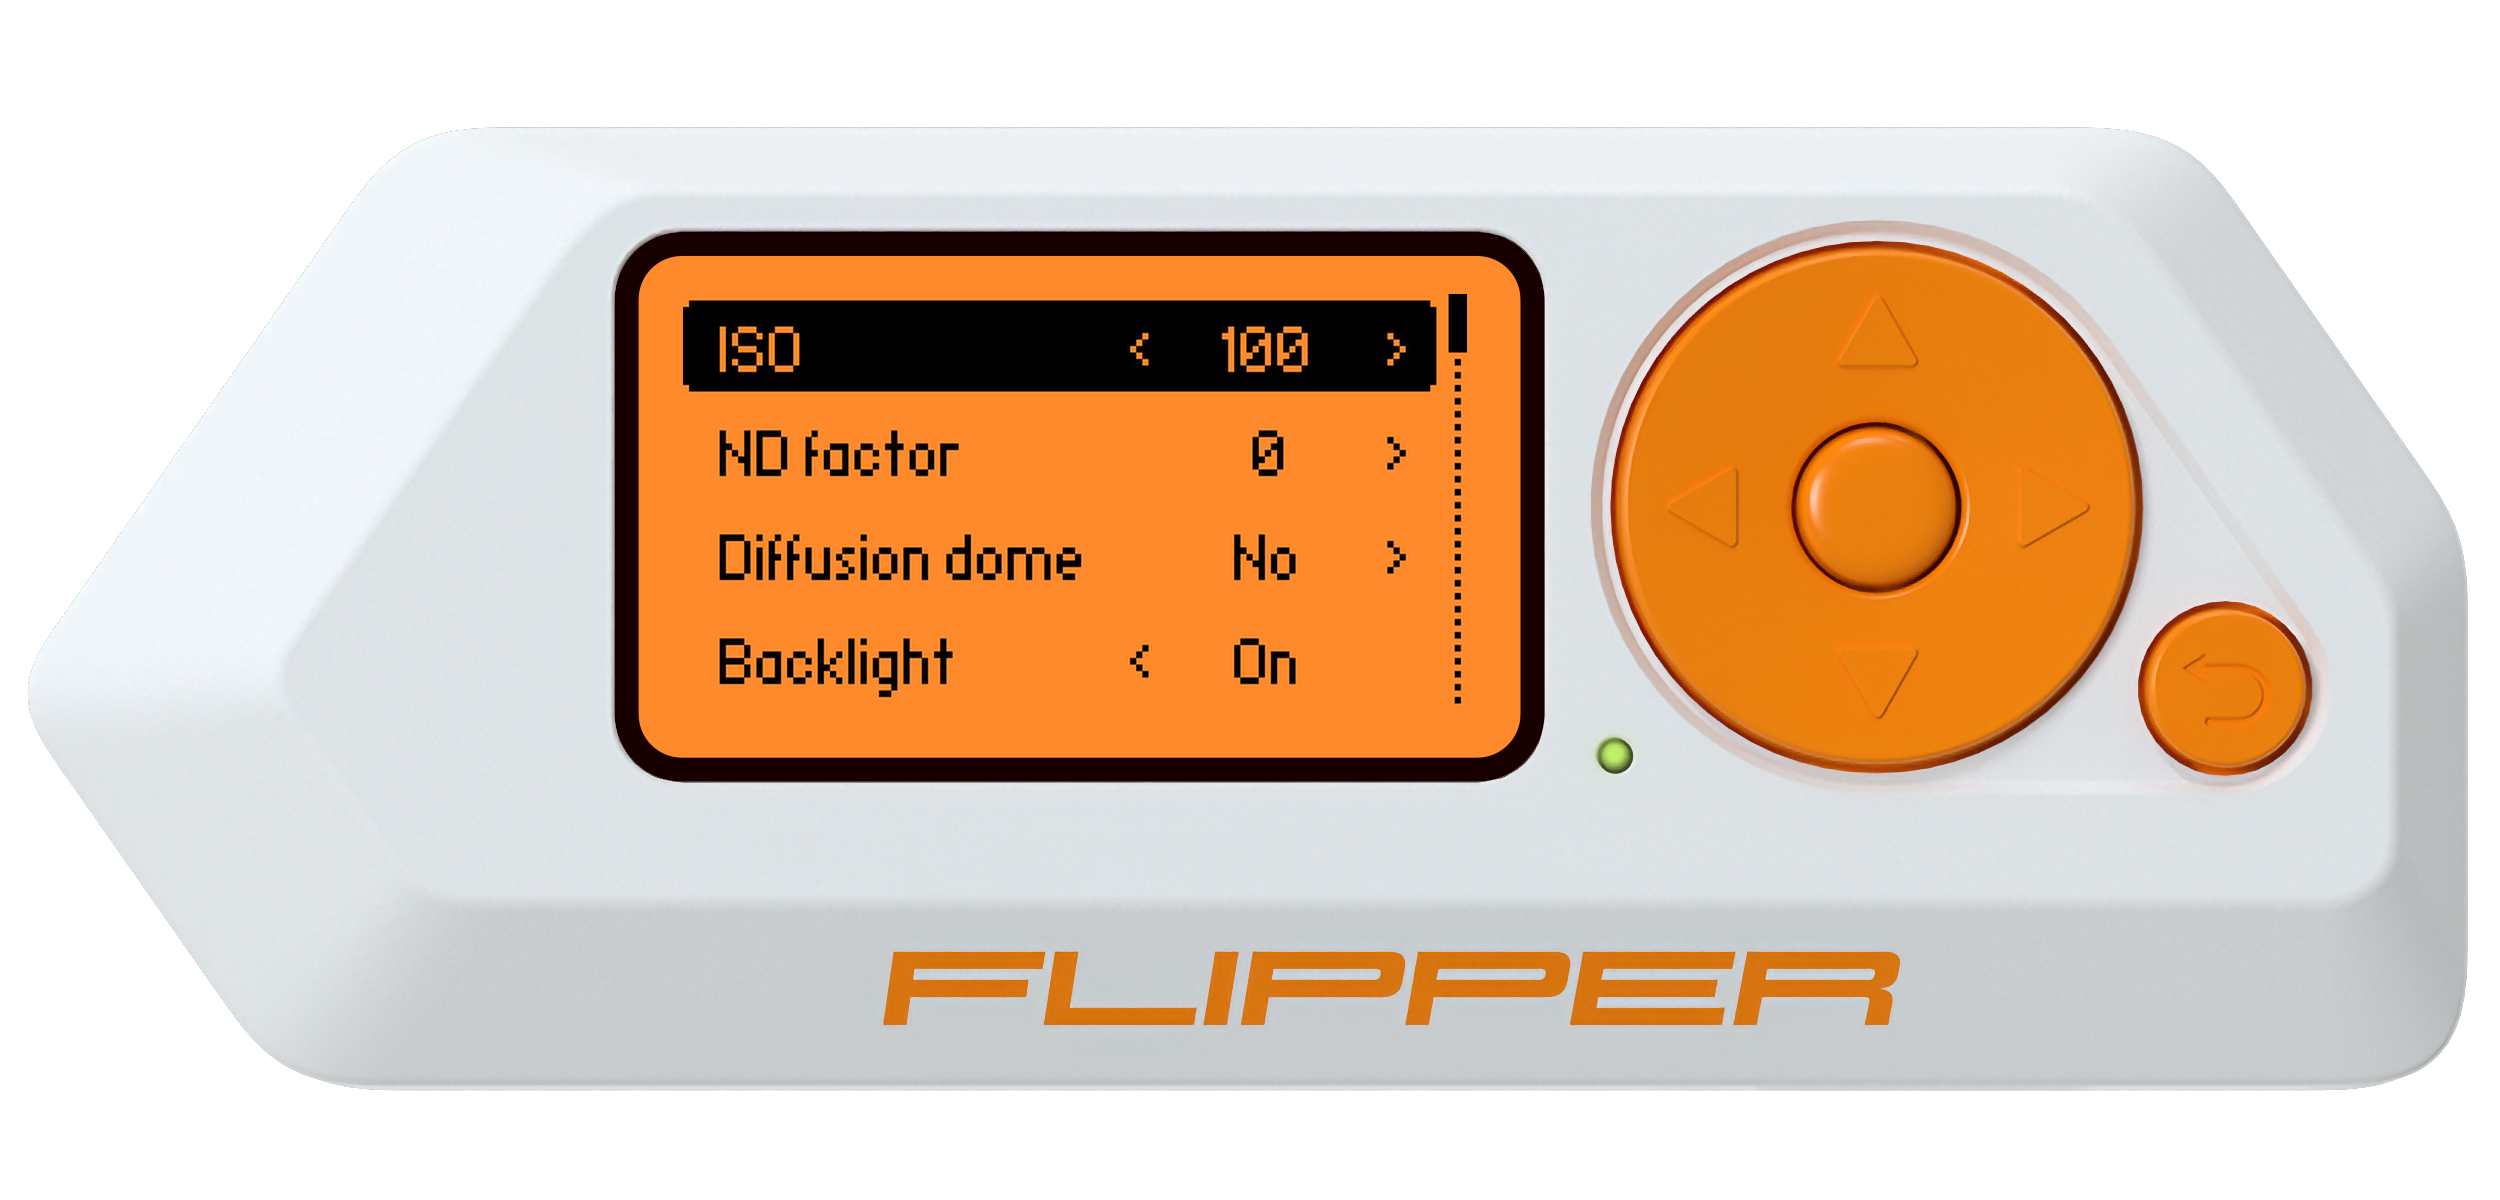 ISO < 100 >
ND factor 0 >
Diffusion dome No >
Backlight < On
FLIPPER